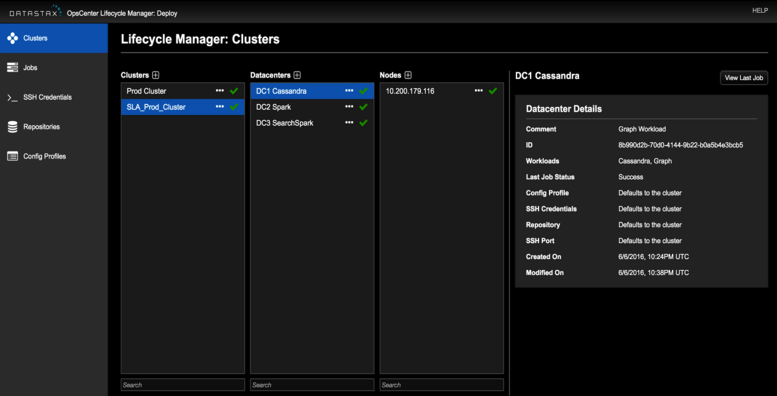 DATASTAX OpsCenter Lifecycle Manager: Deploy
HELP
Clusters
Jobs
SSH Credentials
Repositories
Config Profiles
Lifecycle Manager: Clusters
Clusters
Prod Cluster
SLA_Prod_Cluster
Search
Datacenters
DC1 Cassandra
DC2 Spark
DC3 SearchSpark
Search
Nodes
10.200.179.116
Search
DC1 Cassandra
View Last Job
Datacenter Details
Comment Graph Workload
ID 8b990d2b-70d0-4144-9b22-b0a5b4e3bcb5
Workloads Cassandra, Graph
Last Job Status Success
Config Profile Defaults to the cluster
SSH Credentials Defaults to the cluster
Repository Defaults to the cluster
SSH Port Defaults to the cluster
Created On 6/6/2016, 10:24PM UTC
Modified On 6/6/2016, 10:38PM UTC